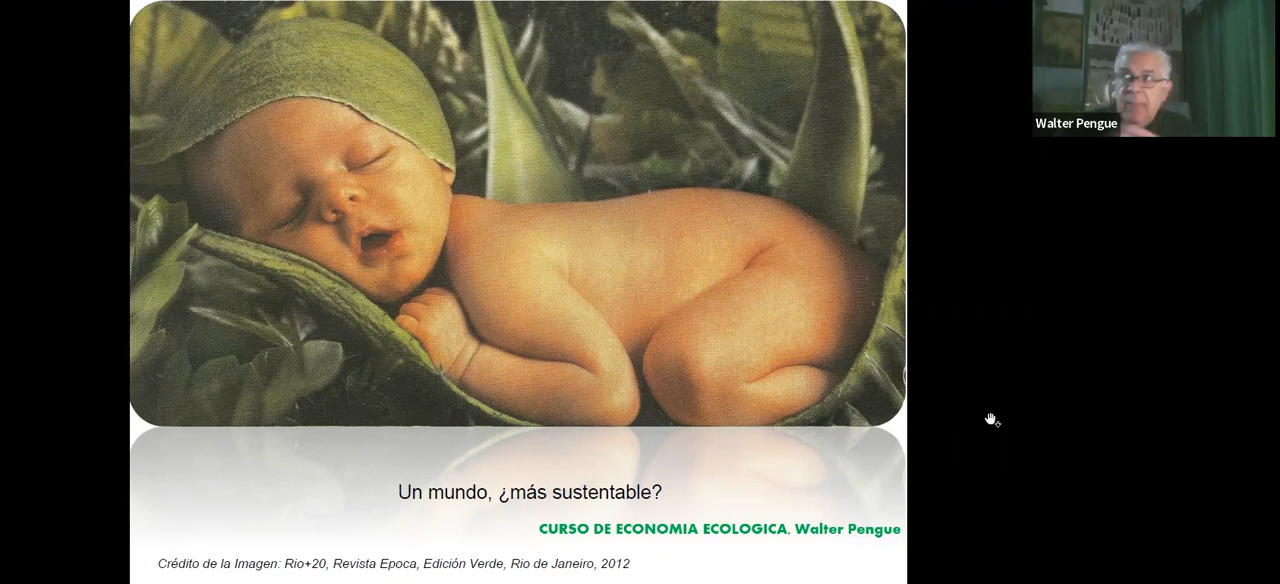 Walter Pengue
Un mundo, ¿más sustentable?
CURSO DE ECONOMIA ECOLOGICA, Walter Pengue
Crédito de la Imagen: Rio+20, Revista Epoca, Edición Verde, Rio de Janeiro, 2012